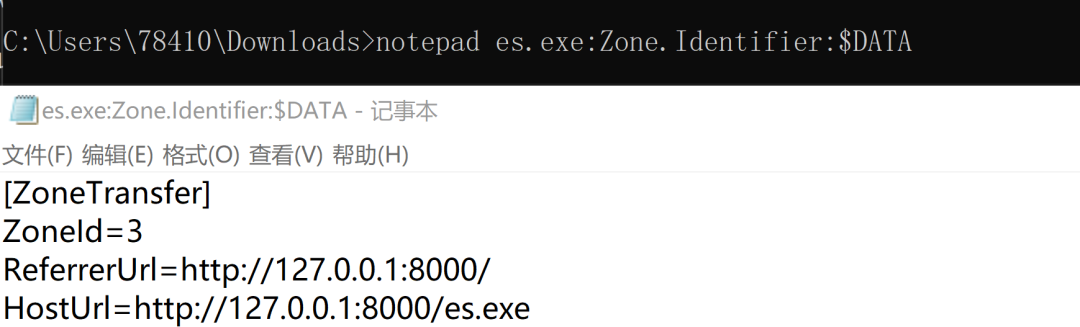 C:\Users\78410\Downloads>notepad es.exe:Zone.Identifier:$DATA
es.exe:Zone.Identifier:$DATA - 记事本
文件(F) 编辑(E) 格式(O) 查看(V) 帮助(H)
[ZoneTransfer]
ZoneId=3
ReferrerUrl=http://127.0.0.1:8000/
HostUrl=http://127.0.0.1:8000/es.exe